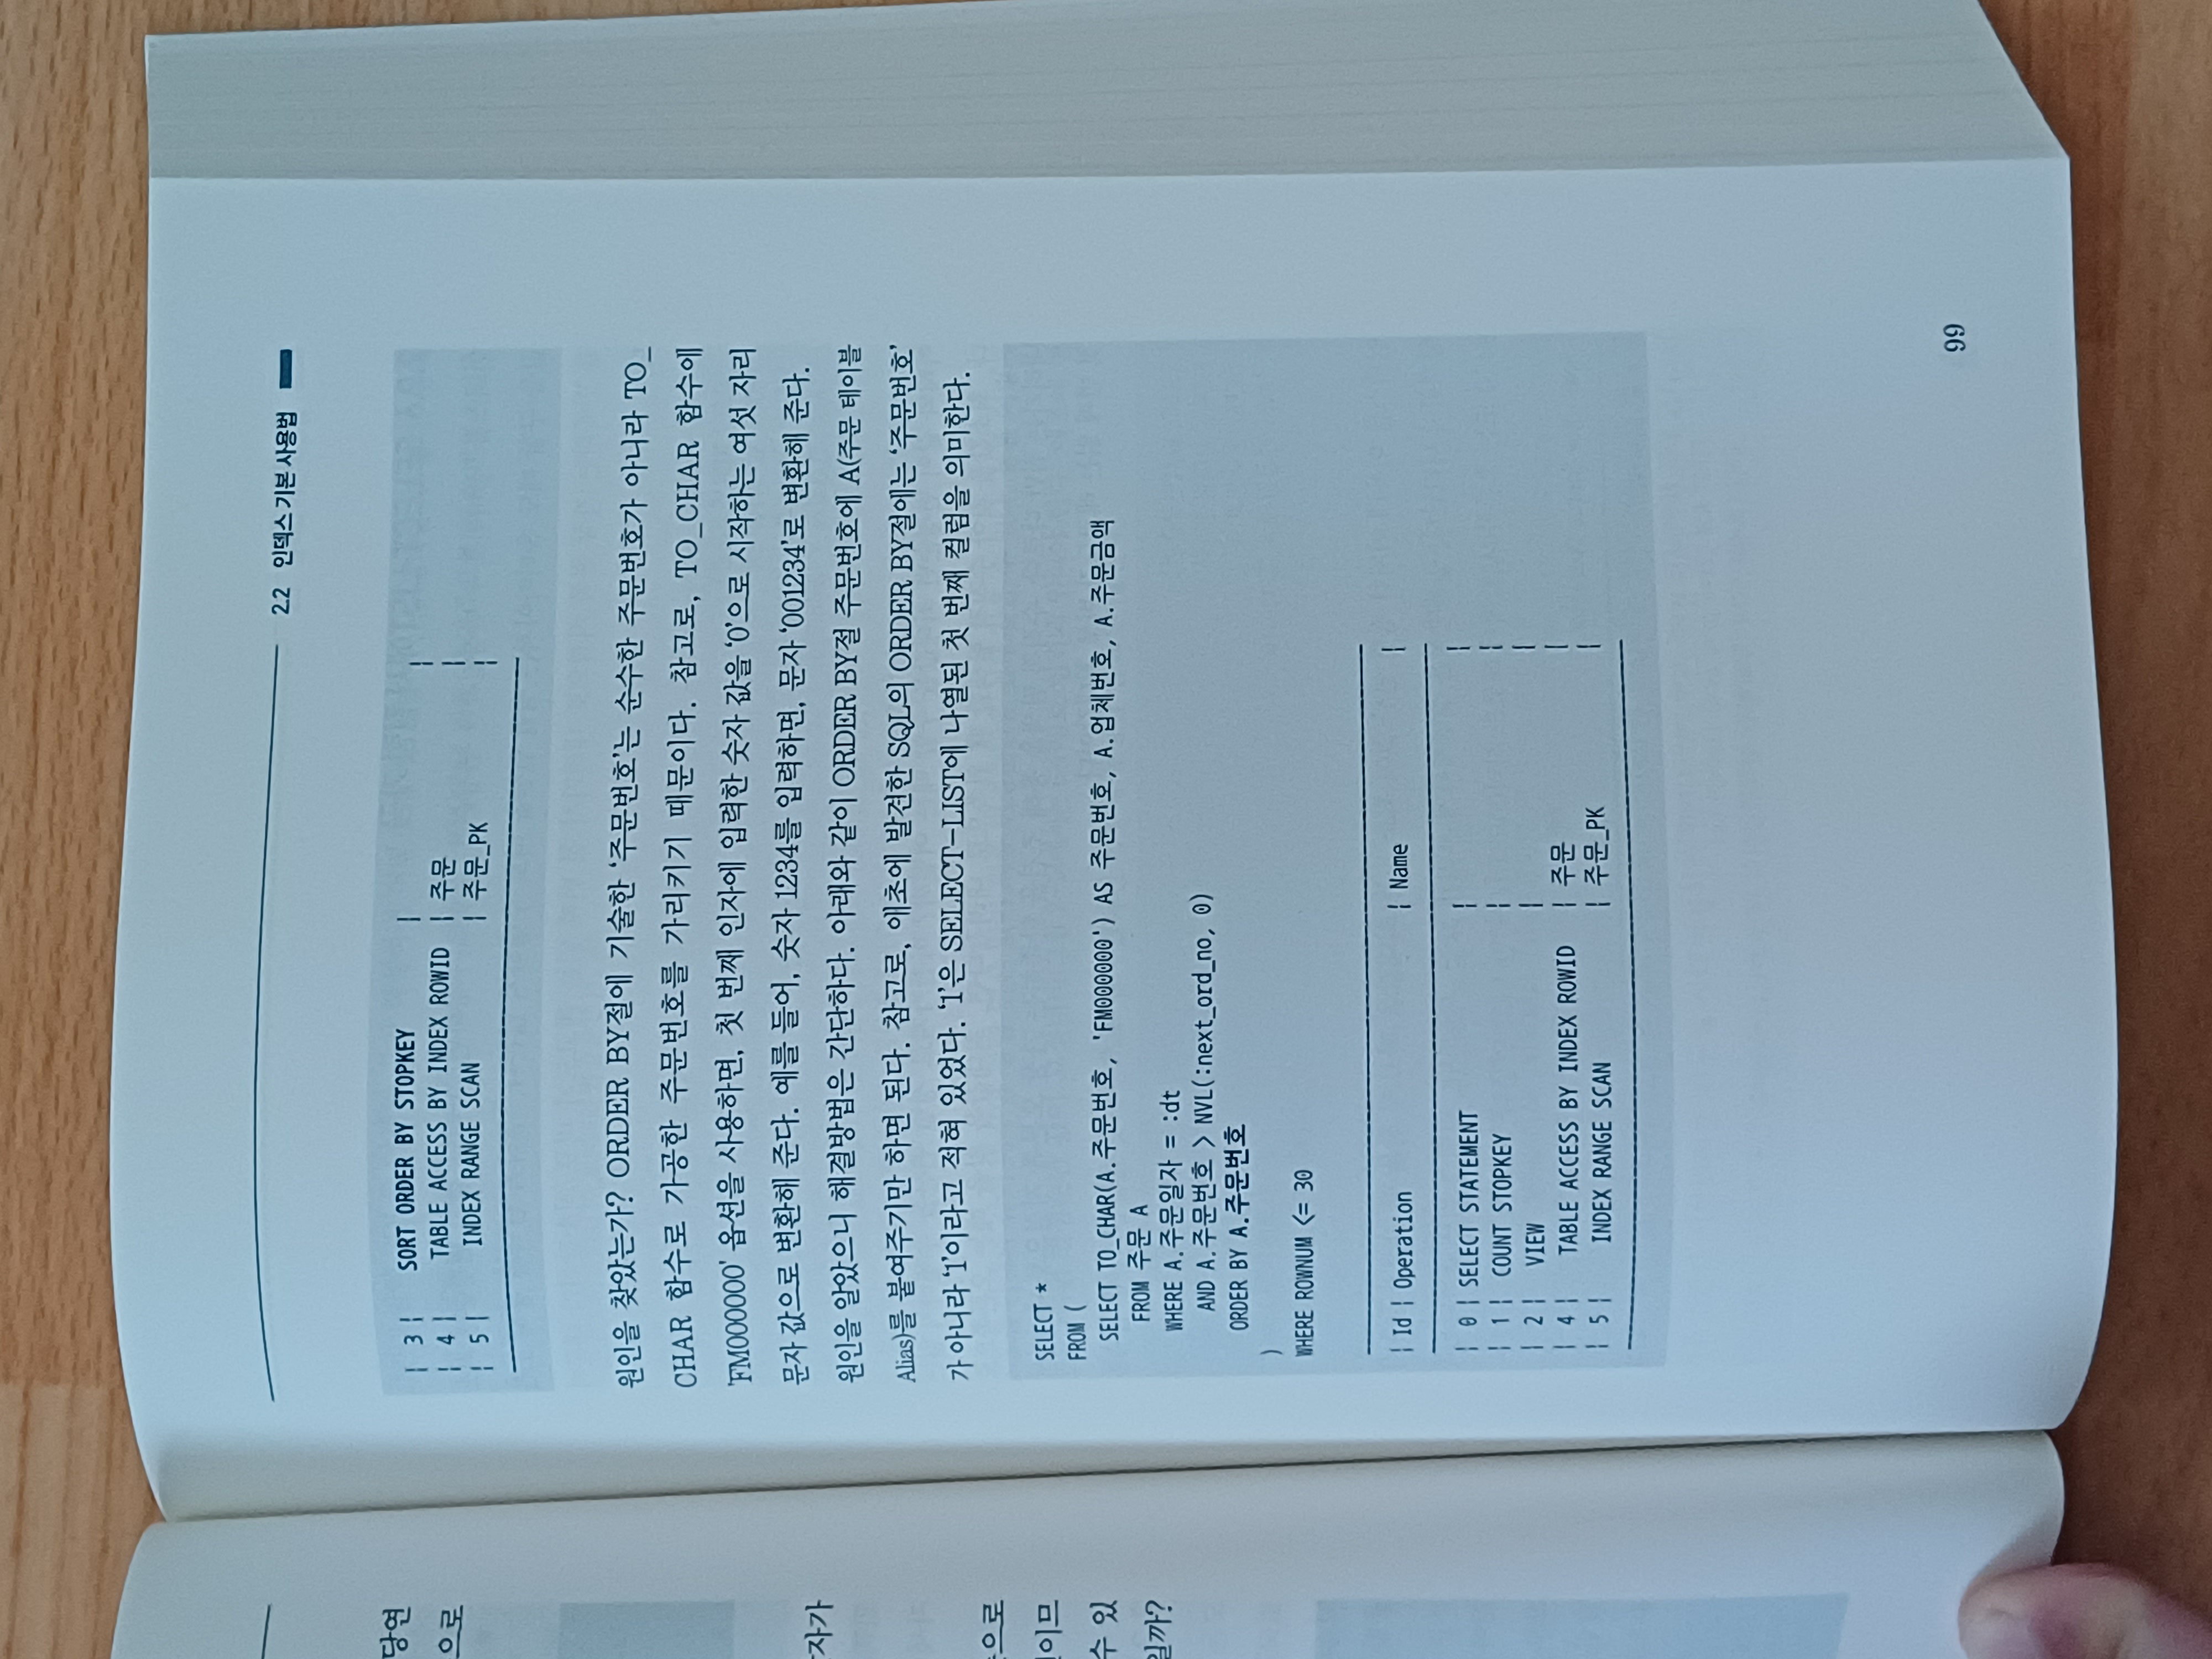 당연
으로
자가
으로
이므
수 있
일까?
2.2 인덱스 기본 사용법
| 3 | SORT ORDER BY STOPKEY | |
| 4 | TABLE ACCESS BY INDEX ROWID | 주문 |
| 5 | INDEX RANGE SCAN | 주문_PK |
원인을 찾았는가? ORDER BY절에 기술한 ‘주문번호’는 순수한 주문번호가 아니라 TO_
CHAR 함수로 가공한 주문번호를 가리키기 때문이다. 참고로, TO_CHAR 함수에
'FM000000' 옵션을 사용하면, 첫 번째 인자에 입력한 숫자 값을 ‘0’으로 시작하는 여섯 자리
문자 값으로 변환해 준다. 예를 들어, 숫자 1234를 입력하면, 문자 ‘001234’로 변환해 준다.
원인을 알았으니 해결방법은 간단하다. 아래와 같이 ORDER BY절 주문번호에 A(주문 테이블
Alias)를 붙여주기만 하면 된다. 참고로, 애초에 발견한 SQL의 ORDER BY절에는 ‘주문번호’
가 아니라 ‘1’이라고 적혀 있었다. ‘1’은 SELECT-LIST에 나열된 첫 번째 컬럼을 의미한다.
SELECT *
FROM (
SELECT TO_CHAR(A.주문번호, 'FM000000') AS 주문번호, A.업체번호, A.주문금액
FROM 주문 A
WHERE A.주문일자 = :dt
AND A.주문번호 > NVL(:next_ord_no, 0)
ORDER BY A.주문번호
)
WHERE ROWNUM <= 30
| Id | Operation | Name |
| 0 | SELECT STATEMENT | |
| 1 | COUNT STOPKEY | |
| 2 | VIEW | |
| 4 | TABLE ACCESS BY INDEX ROWID | 주문 |
| 5 | INDEX RANGE SCAN | 주문_PK |
99